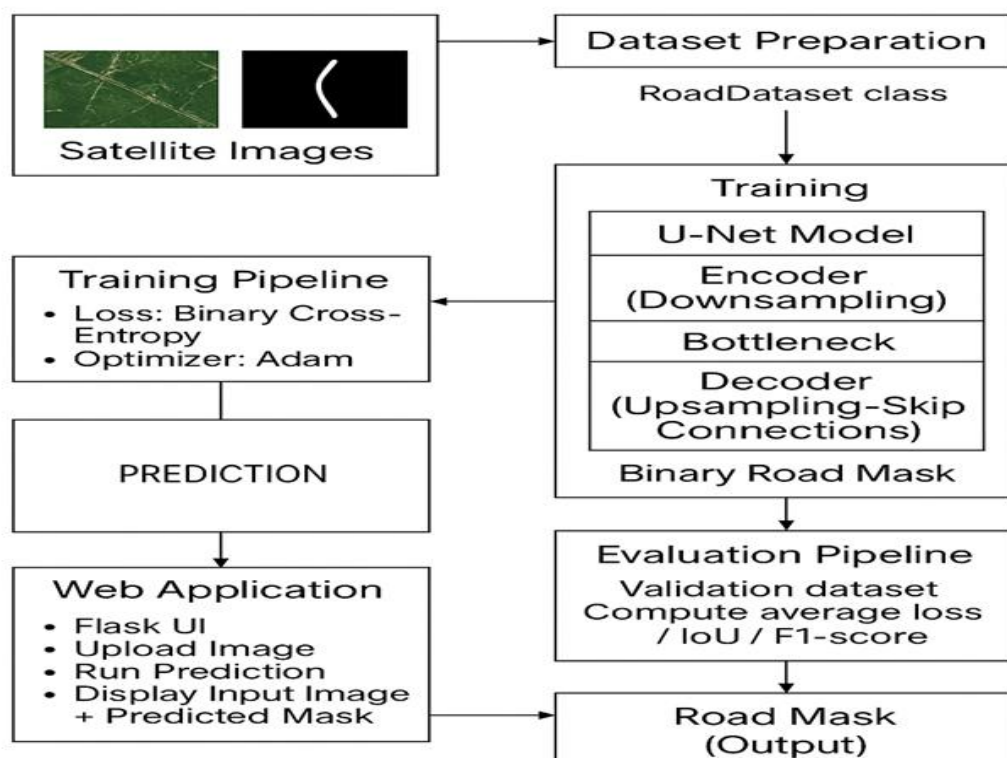 Satellite Images
Dataset Preparation
RoadDataset class
Training
U-Net Model
Encoder
(Downsampling)
Bottleneck
Decoder
(Upsampling-Skip
Connections)
Binary Road Mask
Training Pipeline
• Loss: Binary Cross-
Entropy
• Optimizer: Adam
PREDICTION
Web Application
• Flask UI
• Upload Image
• Run Prediction
• Display Input Image
+ Predicted Mask
Evaluation Pipeline
Validation dataset
Compute average loss
/ IoU / F1-score
Road Mask
(Output)